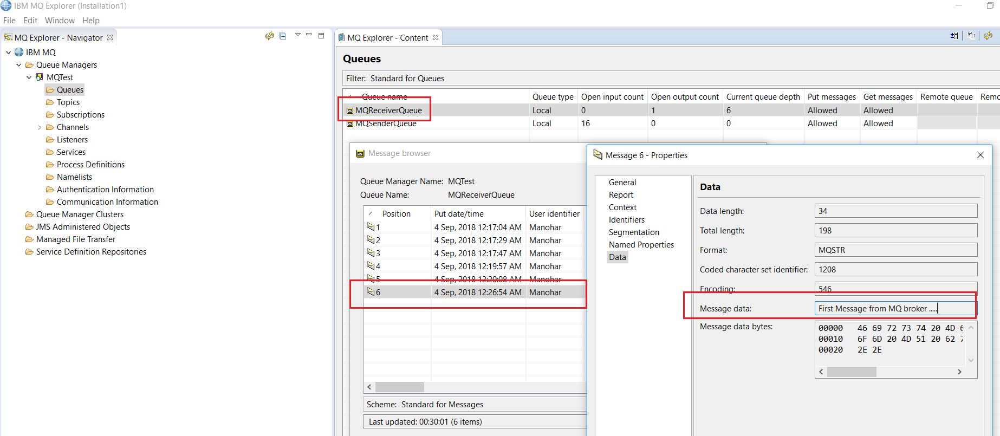 IBM MQ Explorer (Installation1)
File Edit Window Help
MQ Explorer - Navigator
IBM MQ
Queue Managers
MQTest
Queues
Topics
Subscriptions
Channels
Listeners
Services
Process Definitions
Namelists
Authentication Information
Communication Information
Queue Manager Clusters
JMS Administered Objects
Managed File Transfer
Service Definition Repositories
MQ Explorer - Content
Queues
Filter: Standard for Queues
Queue name Queue type Open input count Open output count Current queue depth Put messages Get messages Remote queue Remo
MQReceiverQueue Local 0 1 6 Allowed Allowed
MQSenderQueue Local 16 0 0 Allowed Allowed
Message browser
Queue Manager Name: MQTest
Queue Name: MQReceiverQueue
Position Put date/time User identifier
1 4 Sep, 2018 12:17:04 AM Manohar
2 4 Sep, 2018 12:17:29 AM Manohar
3 4 Sep, 2018 12:17:47 AM Manohar
4 4 Sep, 2018 12:19:57 AM Manohar
5 4 Sep, 2018 12:20:08 AM Manohar
6 4 Sep, 2018 12:26:54 AM Manohar
Scheme: Standard for Messages
Last updated: 00:30:01 (6 items)
Message 6 - Properties
General
Report
Context
Identifiers
Segmentation
Named Properties
Data
Data
Data length: 34
Total length: 198
Format: MQSTR
Coded character set identifier: 1208
Encoding: 546
Message data: First Message from MQ broker .....
Message data bytes:
00000 46 69 72 73 74 20 4D 6
00010 6F 6D 20 4D 51 20 62 7
00020 2E 2E